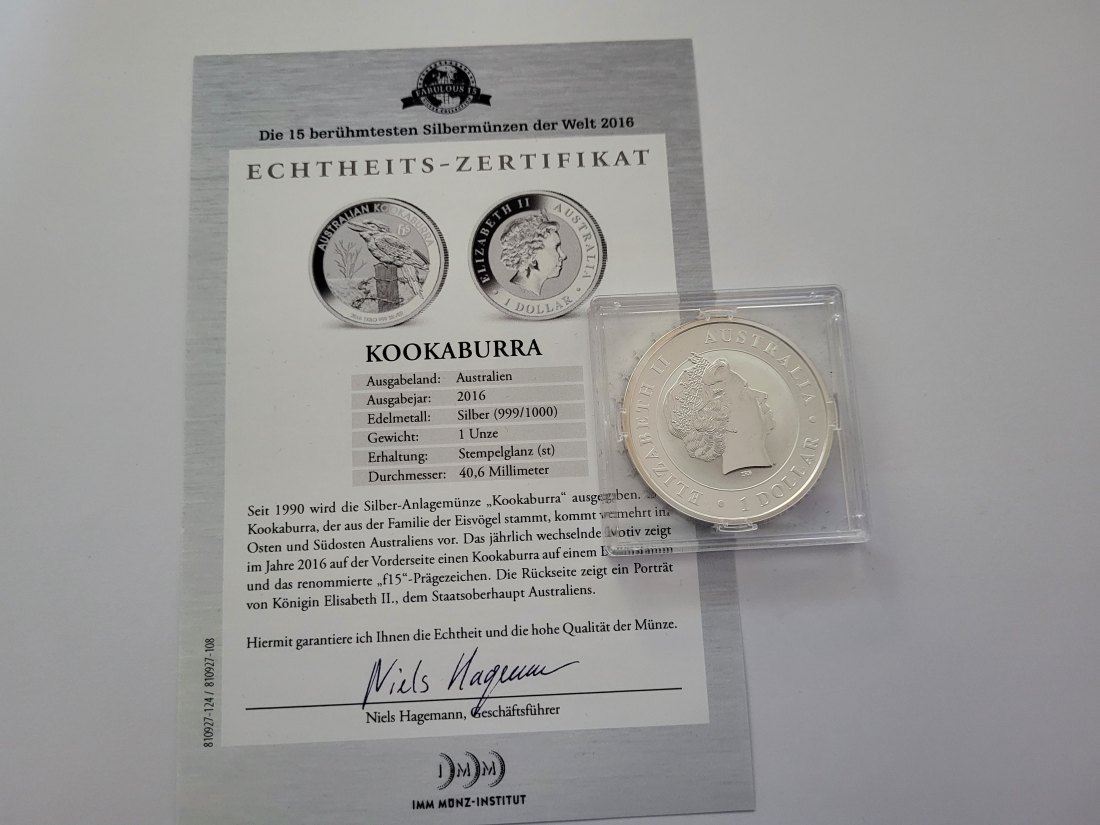 FABULOUS 15
Die 15 berühmtesten Silbermünzen der Welt 2016
ECHTHEITS-ZERTIFIKAT
AUSTRALIAN KOOKABURRA
2016 1 OZ 999 SILVER
ELIZABETH II AUSTRALIA
1 DOLLAR
KOOKABURRA
Ausgabeland: Australien
Ausgabejar: 2016
Edelmetall: Silber (999/1000)
Gewicht: 1 Unze
Erhaltung: Stempelglanz (st)
Durchmesser: 40,6 Millimeter
Seit 1990 wird die Silber-Anlagemünze „Kookaburra“ ausgegeben.
Kookaburra, der aus der Familie der Eisvögel stammt, kommt vermehrt im
Osten und Südosten Australiens vor. Das jährlich wechselnde Motiv zeigt
im Jahre 2016 auf der Vorderseite einen Kookaburra auf einem
und das renommierte „f15“-Prägezeichen. Die Rückseite zeigt ein Porträt
von Königin Elisabeth II., dem Staatsoberhaupt Australiens.
Hiermit garantiere ich Ihnen die Echtheit und die hohe Qualität der Münze.
Niels Hagemann
Niels Hagemann, Geschäftsführer
810927-124 / 810927-108
IMM
IMM MÜNZ-INSTITUT
ELIZABETH II AUSTRALIA
1 DOLLAR